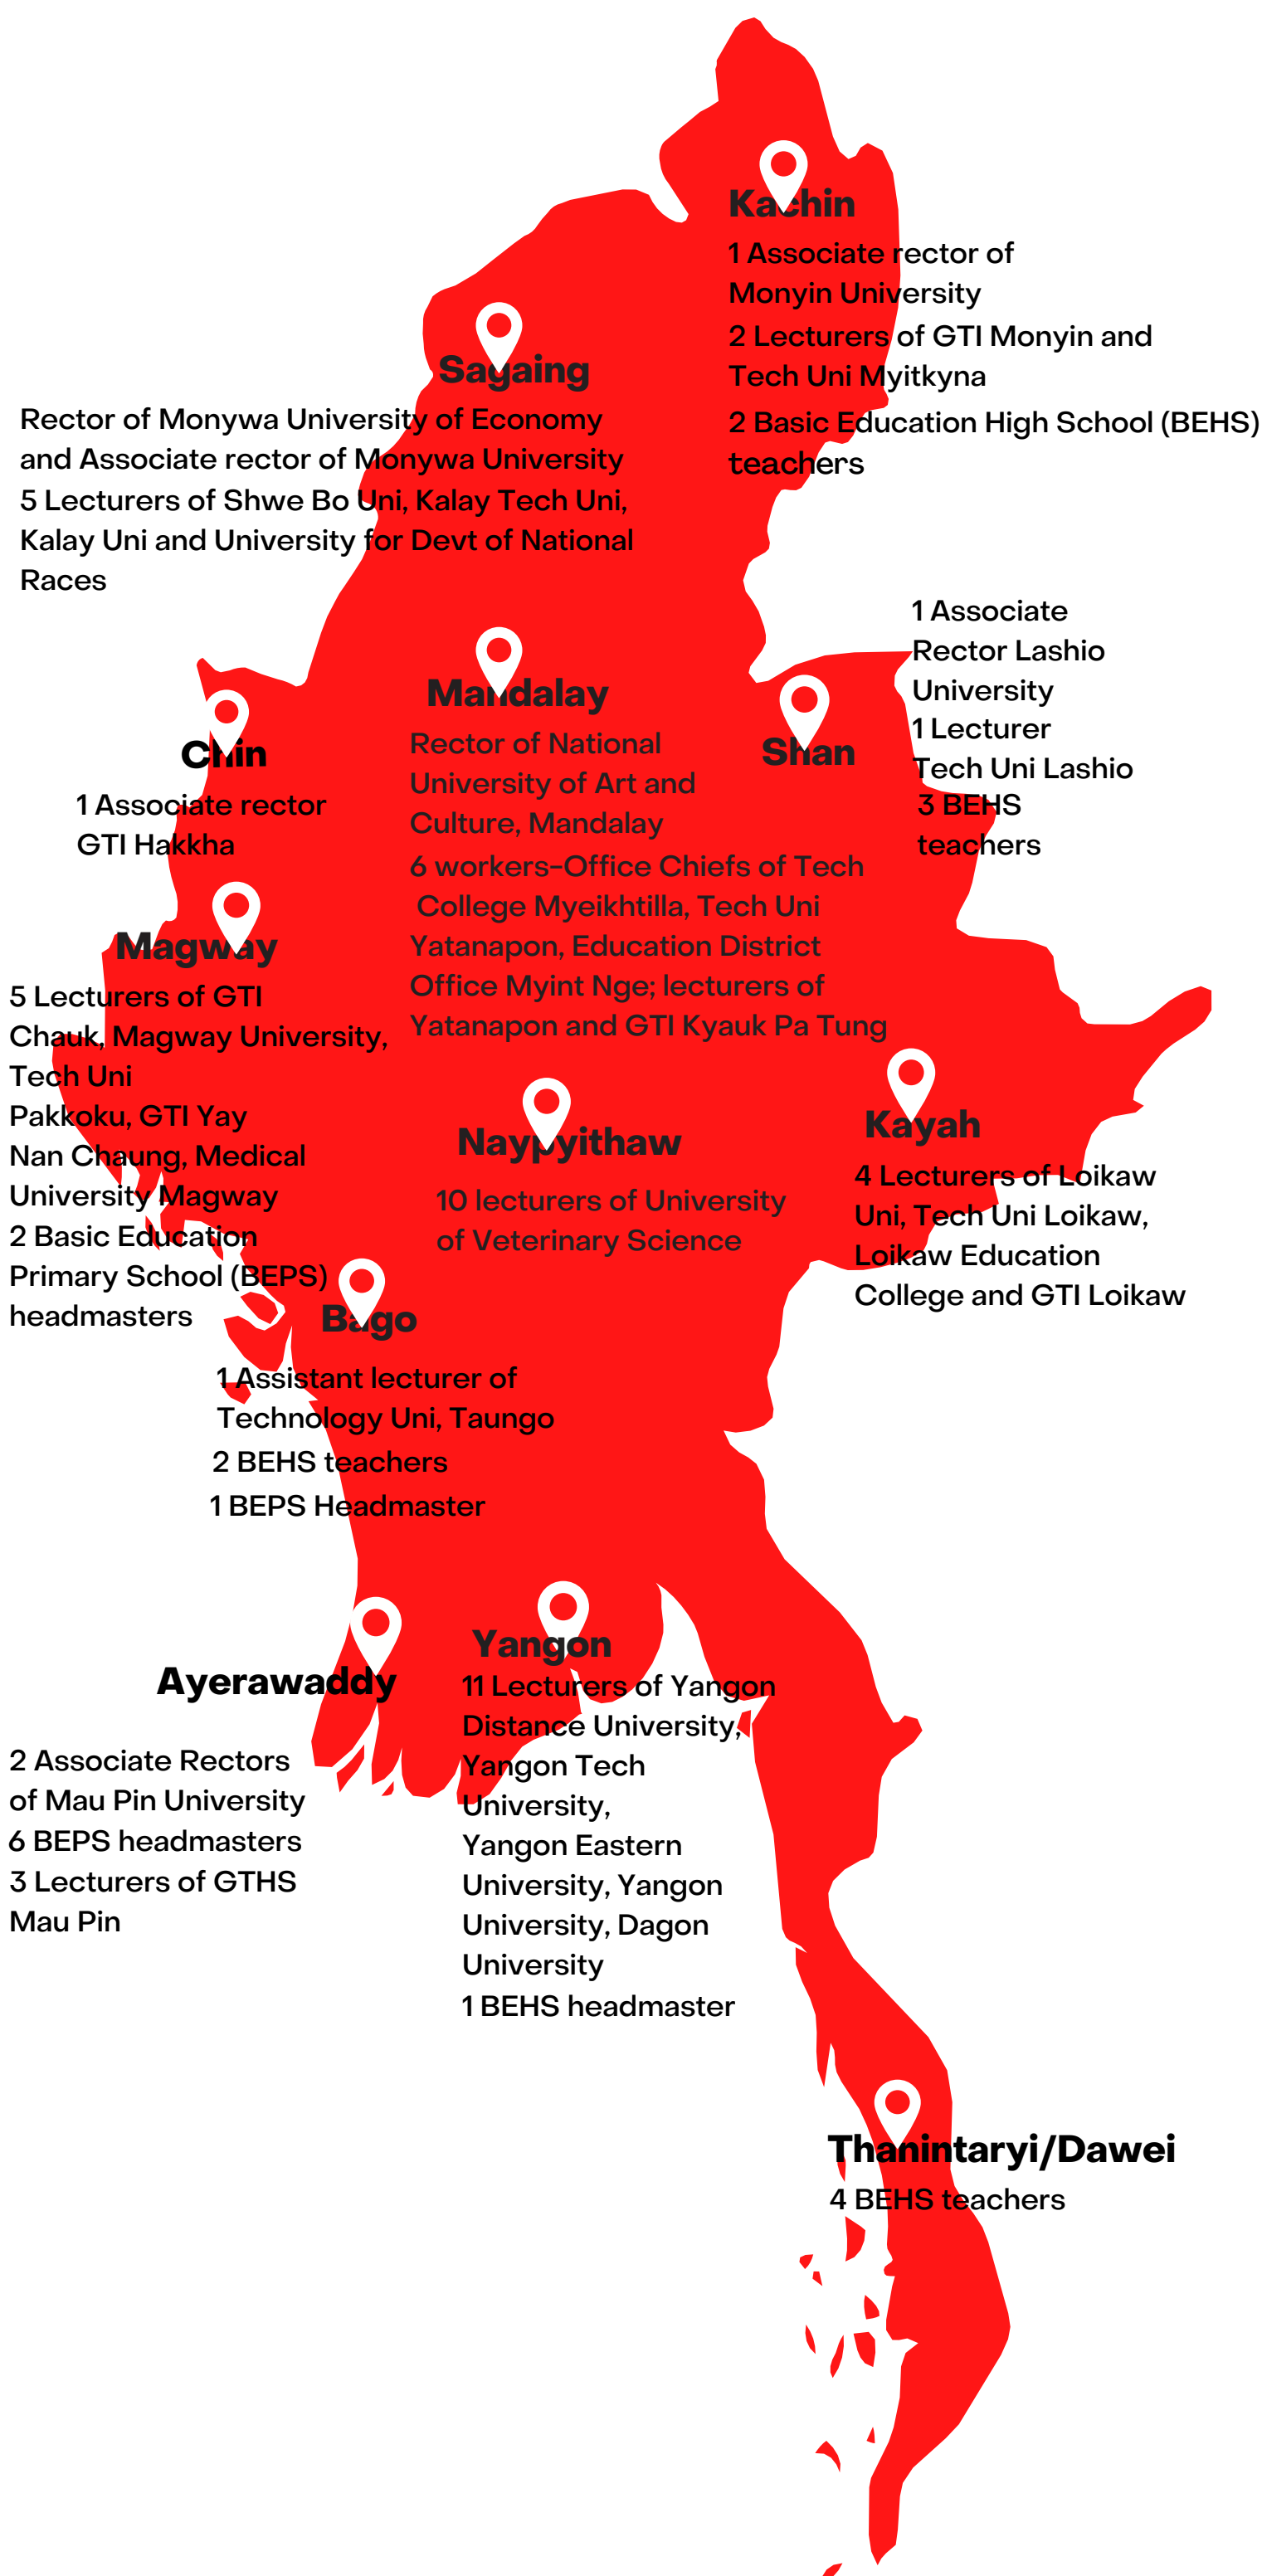 Kachin
1 Associate rector of
Monyin University
2 Lecturers of GTI Monyin and
Tech Uni Myitkyna
2 Basic Education High School (BEHS)
teachers
Sagaing
Rector of Monywa University of Economy
and Associate rector of Monywa University
5 Lecturers of Shwe Bo Uni, Kalay Tech Uni,
Kalay Uni and University for Devt of National
Races
Mandalay
Rector of National
University of Art and
Culture, Mandalay
6 workers-Office Chiefs of Tech
College Myeikhtilla, Tech Uni
Yatanapon, Education District
Office Myint Nge; lecturers of
Yatanapon and GTI Kyauk Pa Tung
Shan
1 Associate
Rector Lashio
University
1 Lecturer
Tech Uni Lashio
3 BEHS
teachers
Chin
1 Associate rector
GTI Hakkha
Magway
5 Lecturers of GTI
Chauk, Magway University,
Tech Uni
Pakkoku, GTI Yay
Nan Chaung, Medical
University Magway
2 Basic Education
Primary School (BEPS)
headmasters
Naypyithaw
10 lecturers of University
of Veterinary Science
Kayah
4 Lecturers of Loikaw
Uni, Tech Uni Loikaw,
Loikaw Education
College and GTI Loikaw
Bago
1 Assistant lecturer of
Technology Uni, Taungo
2 BEHS teachers
1 BEPS Headmaster
Ayerawaddy
2 Associate Rectors
of Mau Pin University
6 BEPS headmasters
3 Lecturers of GTHS
Mau Pin
Yangon
11 Lecturers of Yangon
Distance University,
Yangon Tech
University,
Yangon Eastern
University, Yangon
University, Dagon
University
1 BEHS headmaster
Thanintaryi/Dawei
4 BEHS teachers